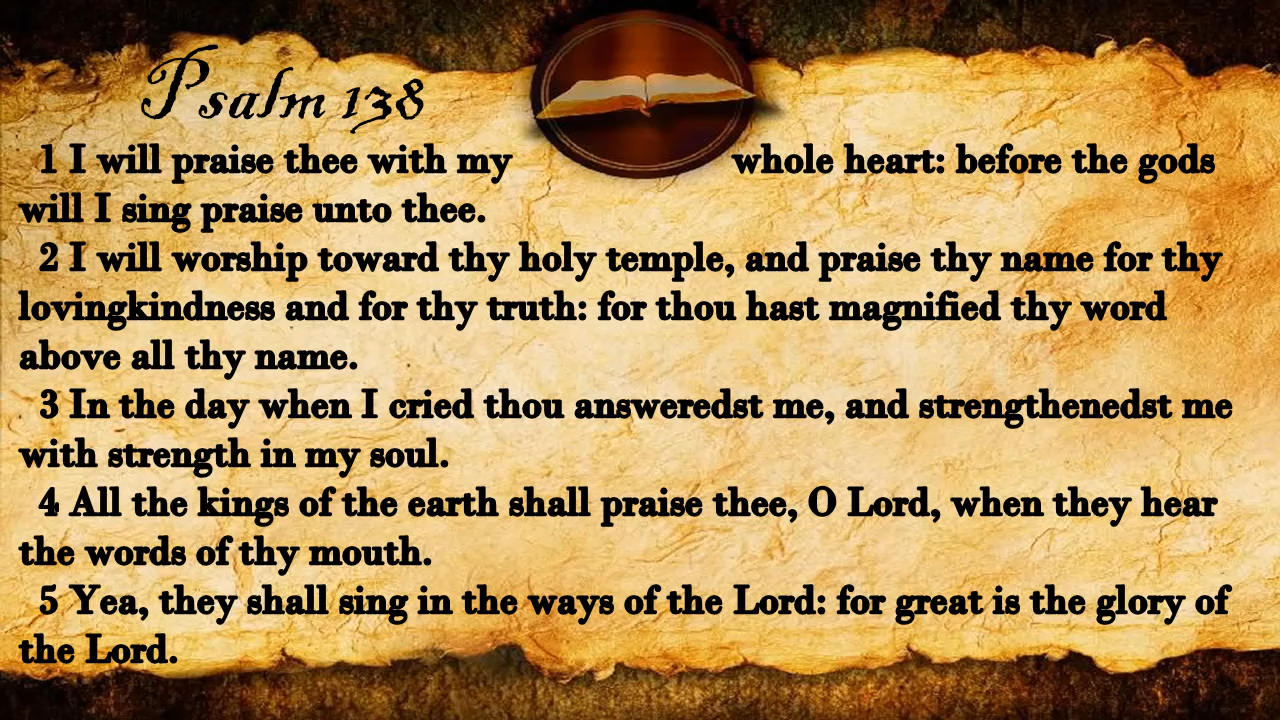 Psalm 138
1 I will praise thee with my whole heart: before the gods
will I sing praise unto thee.
2 I will worship toward thy holy temple, and praise thy name for thy
lovingkindness and for thy truth: for thou hast magnified thy word
above all thy name.
3 In the day when I cried thou answeredst me, and strengthenedst me
with strength in my soul.
4 All the kings of the earth shall praise thee, O Lord, when they hear
the words of thy mouth.
5 Yea, they shall sing in the ways of the Lord: for great is the glory of
the Lord.